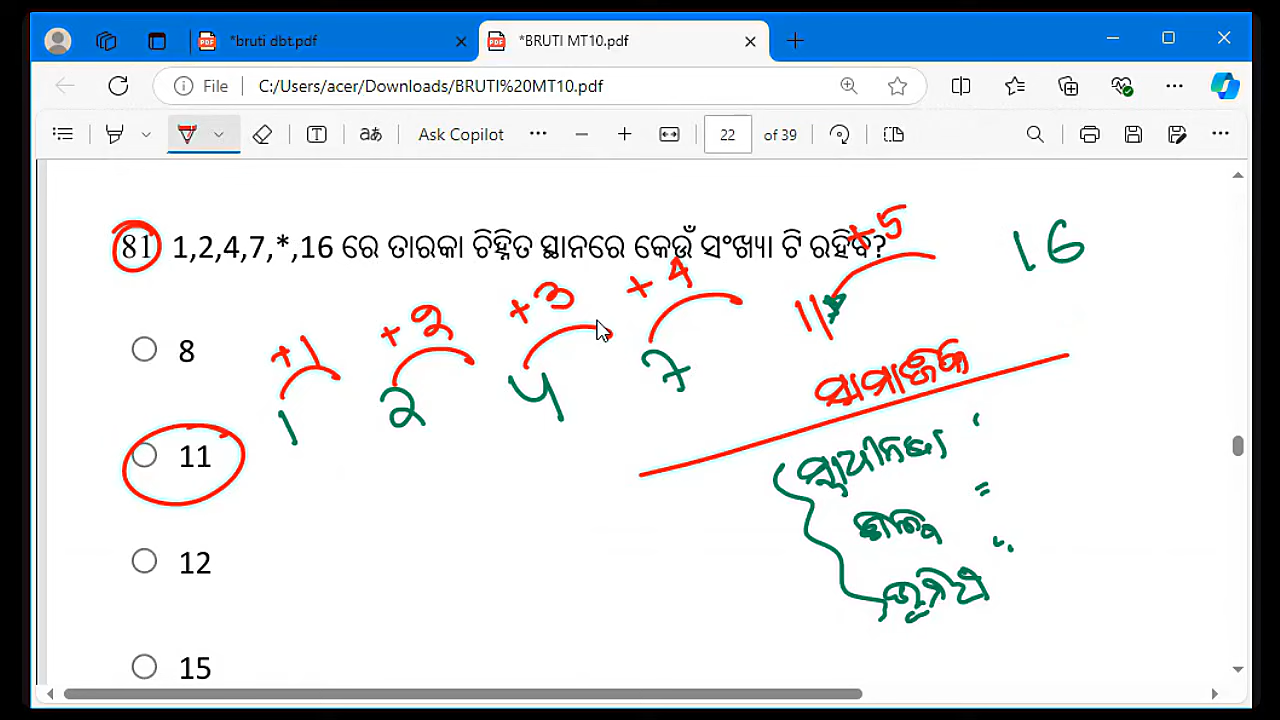 *bruti dbt.pdf
*BRUTI MT10.pdf
File C:/Users/acer/Downloads/BRUTI%20MT10.pdf
aあ Ask Copilot 22 of 39
81 1,2,4,7,*,16 ରେ ତାରକା ଚିହ୍ନିତ ସ୍ଥାନରେ କେଉଁ ସଂଖ୍ୟା ଟି ରହିବ?
+1 +2 +3 +4 +5
1 2 4 7 11 16
8
ସାମାଜିକ
11
12
15